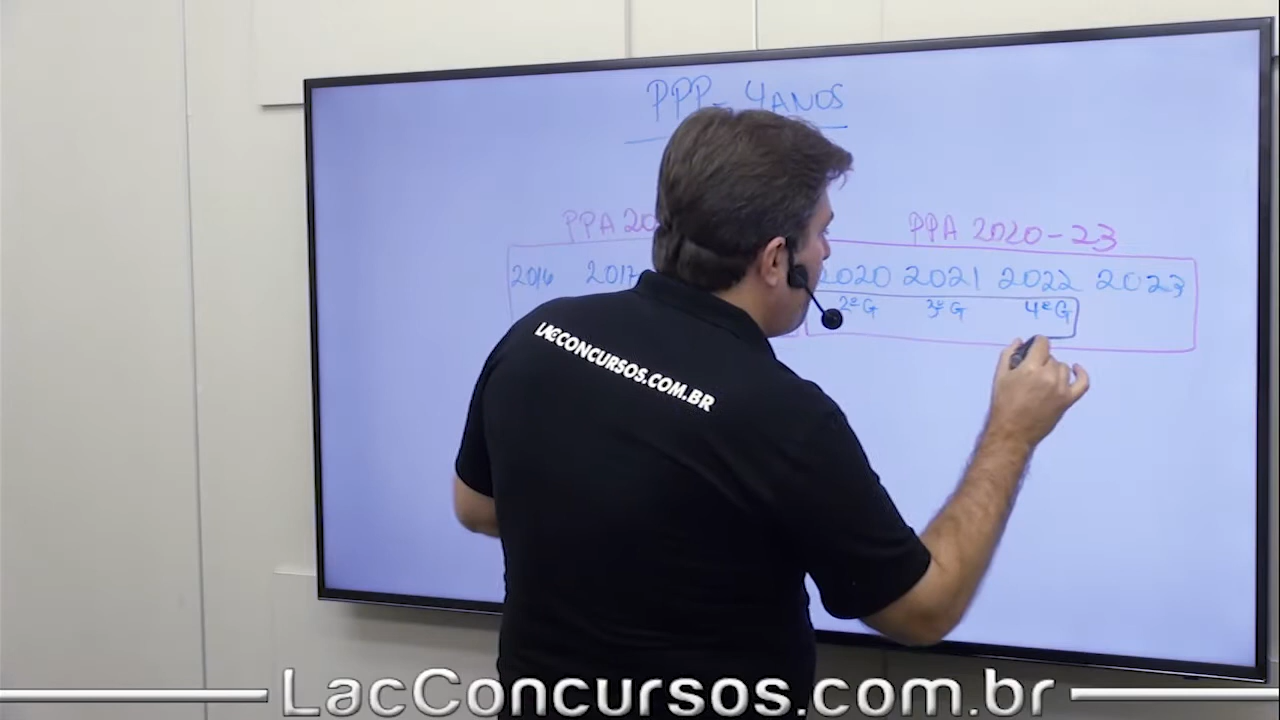 PPP - 4 ANOS
PPA 20
PPA 2020-23
2016 2017 2020 2021 2022 2023
2º G 3º G 4º G
LACCONCURSOS.COM.BR
LacConcursos.com.br